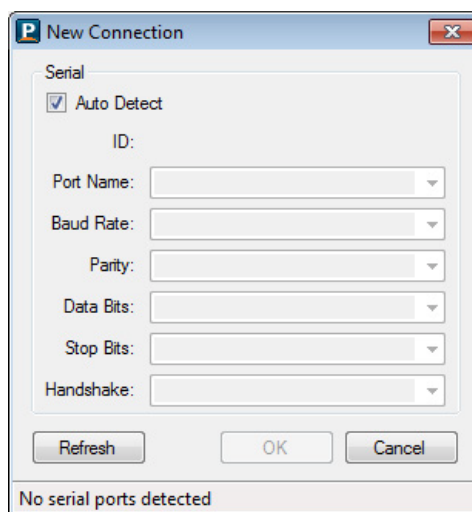 P New Connection
Serial
Auto Detect
ID:
Port Name:
Baud Rate:
Parity:
Data Bits:
Stop Bits:
Handshake:
Refresh OK Cancel
No serial ports detected